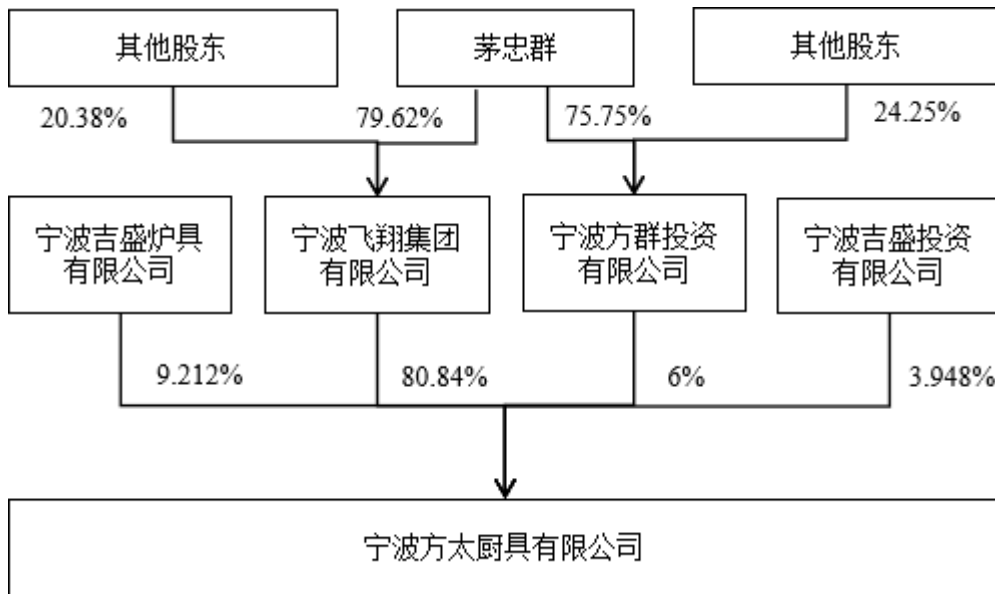 其他股东
茅忠群
其他股东
20.38%
79.62%
75.75%
24.25%
宁波吉盛炉具
有限公司
宁波飞翔集团
有限公司
宁波方群投资
有限公司
宁波吉盛投资
有限公司
9.212%
80.84%
6%
3.948%
宁波方太厨具有限公司